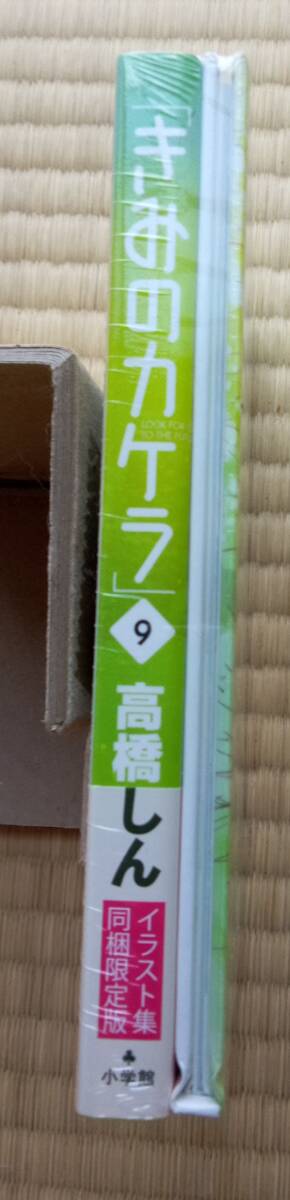 「きみのカケラ」
LOOK FOR
TO THE FU
9
高橋しん
イラスト集
同梱限定版
小学館